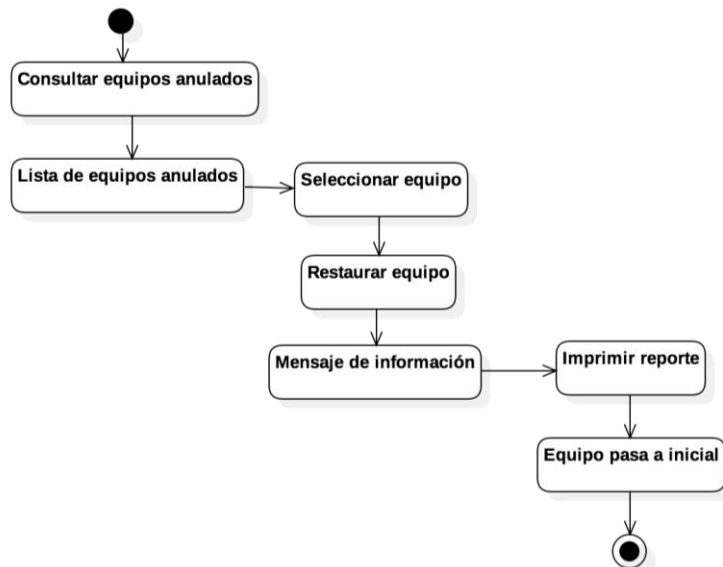 Consultar equipos anulados
Lista de equipos anulados
Seleccionar equipo
Restaurar equipo
Mensaje de información
Imprimir reporte
Equipo pasa a inicial